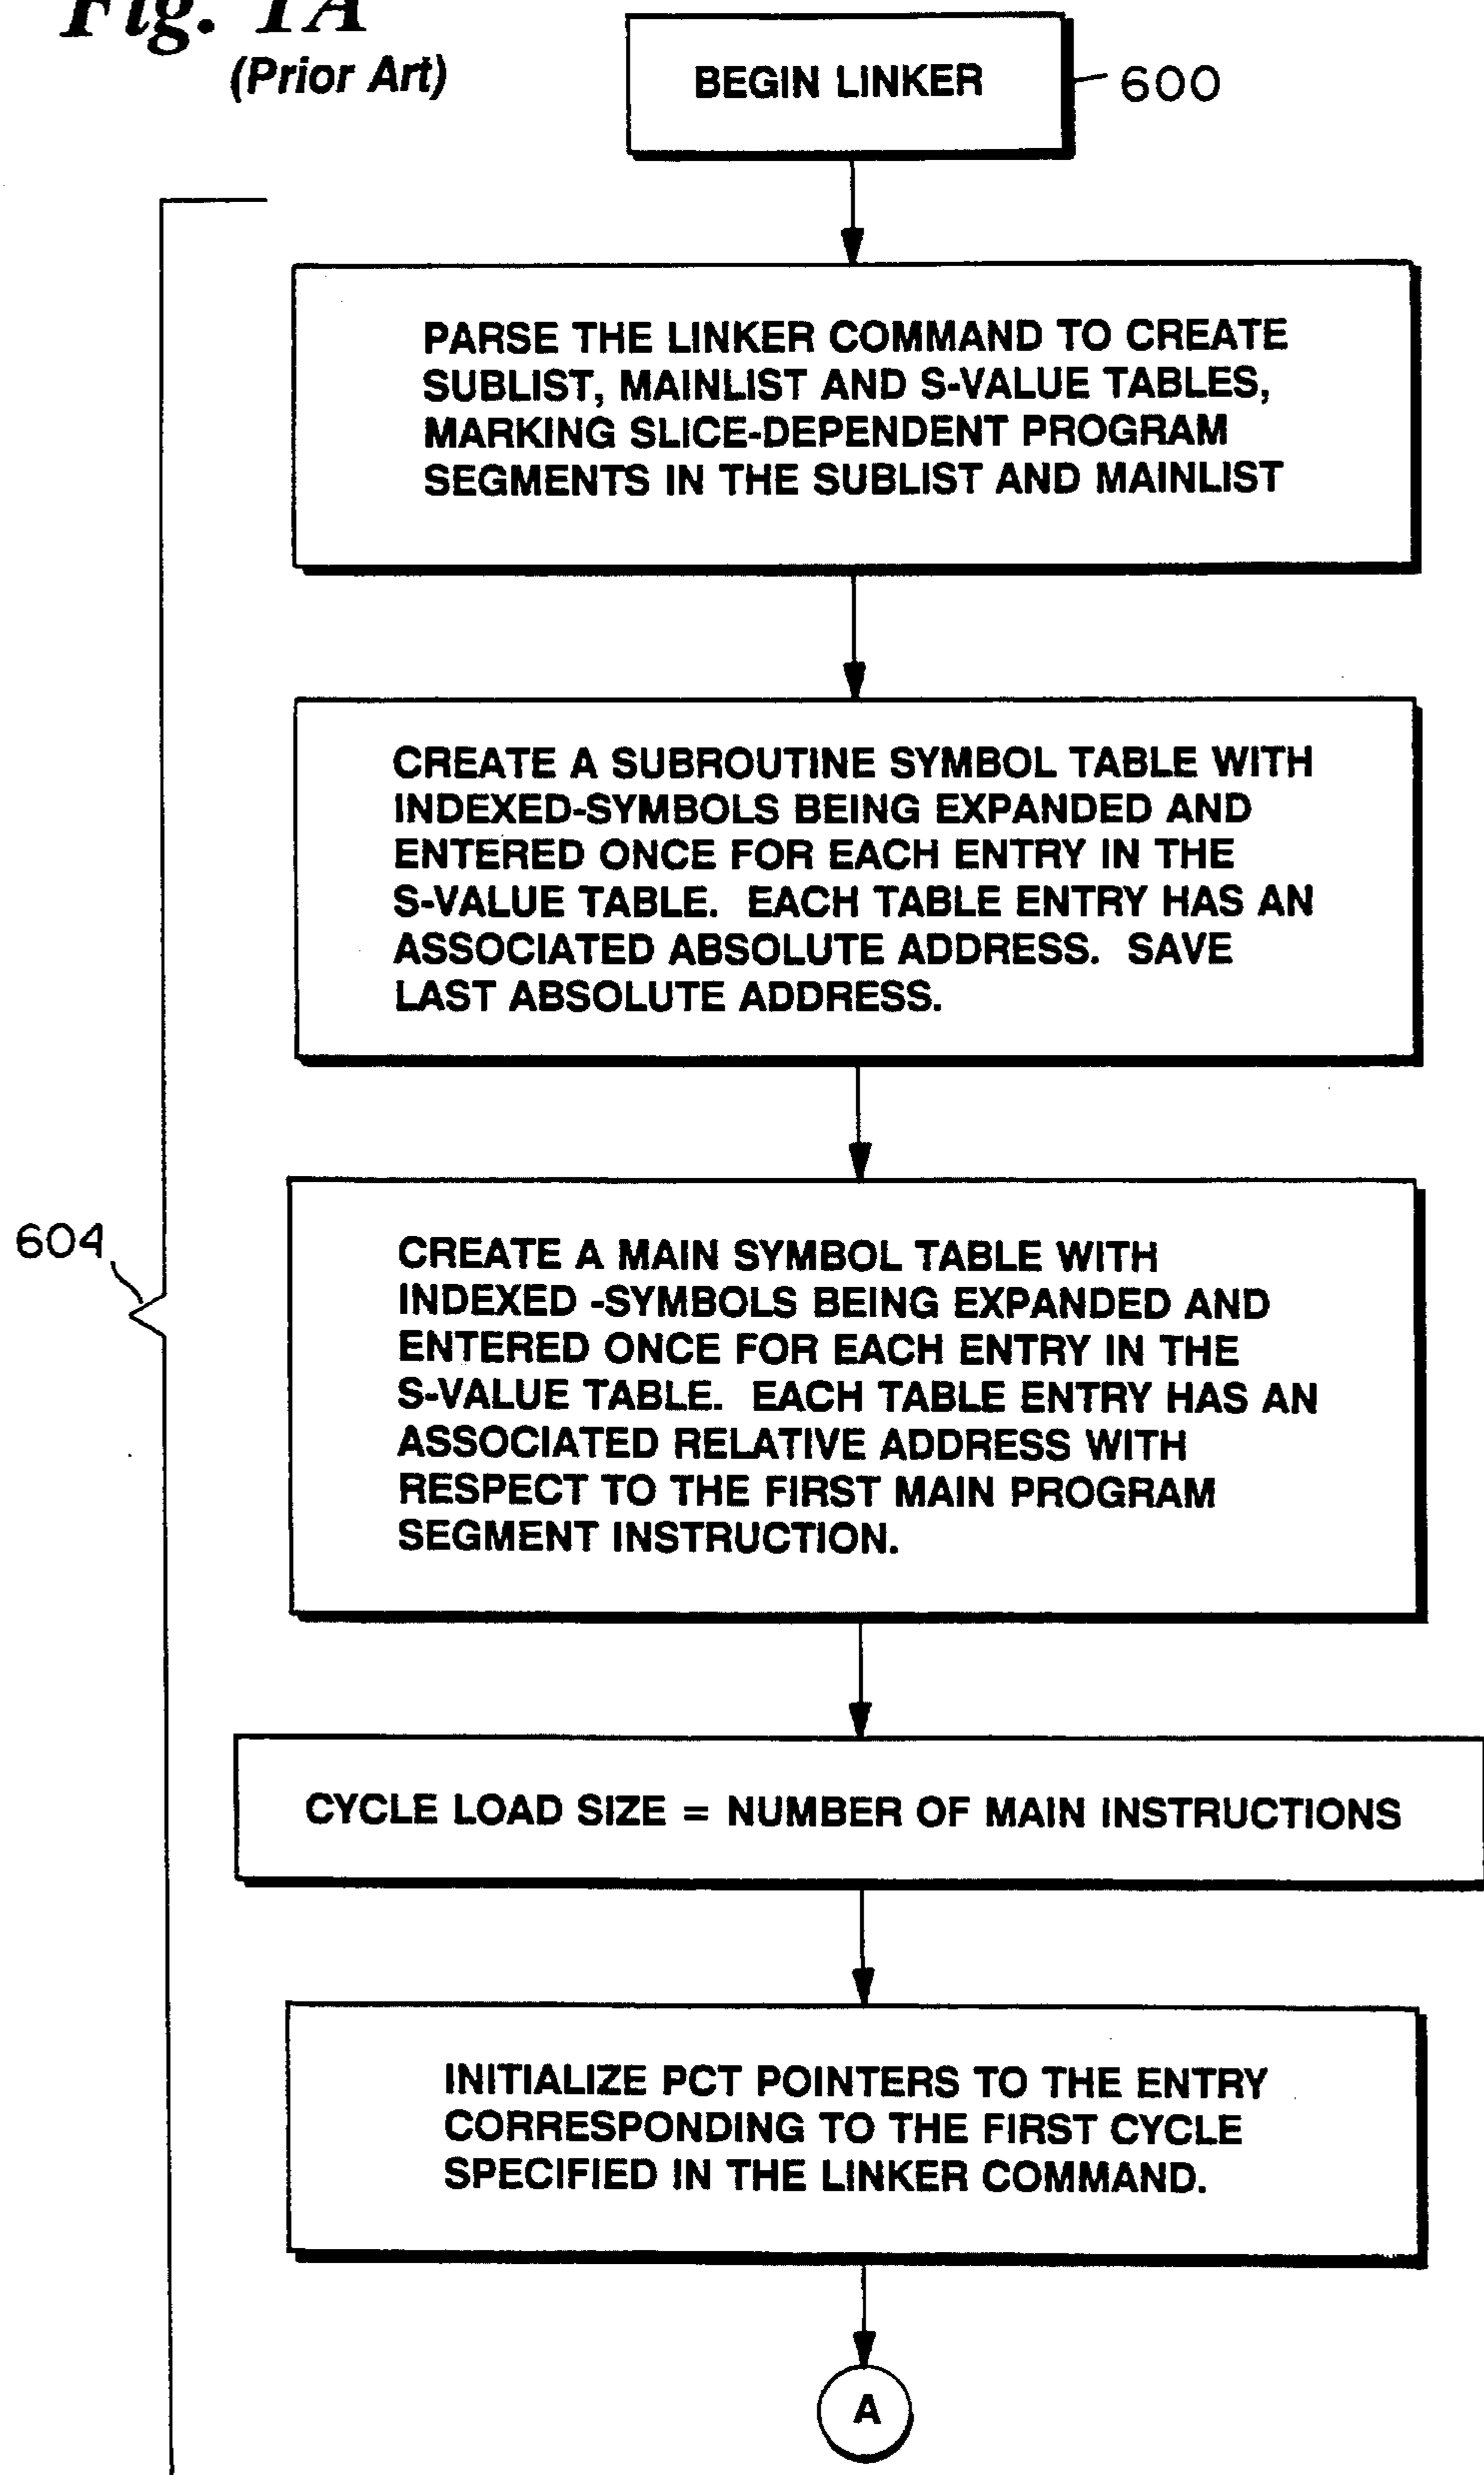 Fig. 1A
(Prior Art)
BEGIN LINKER
600
PARSE THE LINKER COMMAND TO CREATE
SUBLIST, MAINLIST AND S-VALUE TABLES,
MARKING SLICE-DEPENDENT PROGRAM
SEGMENTS IN THE SUBLIST AND MAINLIST
CREATE A SUBROUTINE SYMBOL TABLE WITH
INDEXED-SYMBOLS BEING EXPANDED AND
ENTERED ONCE FOR EACH ENTRY IN THE
S-VALUE TABLE. EACH TABLE ENTRY HAS AN
ASSOCIATED ABSOLUTE ADDRESS. SAVE
LAST ABSOLUTE ADDRESS.
604
CREATE A MAIN SYMBOL TABLE WITH
INDEXED -SYMBOLS BEING EXPANDED AND
ENTERED ONCE FOR EACH ENTRY IN THE
S-VALUE TABLE. EACH TABLE ENTRY HAS AN
ASSOCIATED RELATIVE ADDRESS WITH
RESPECT TO THE FIRST MAIN PROGRAM
SEGMENT INSTRUCTION.
CYCLE LOAD SIZE = NUMBER OF MAIN INSTRUCTIONS
INITIALIZE PCT POINTERS TO THE ENTRY
CORRESPONDING TO THE FIRST CYCLE
SPECIFIED IN THE LINKER COMMAND.
A